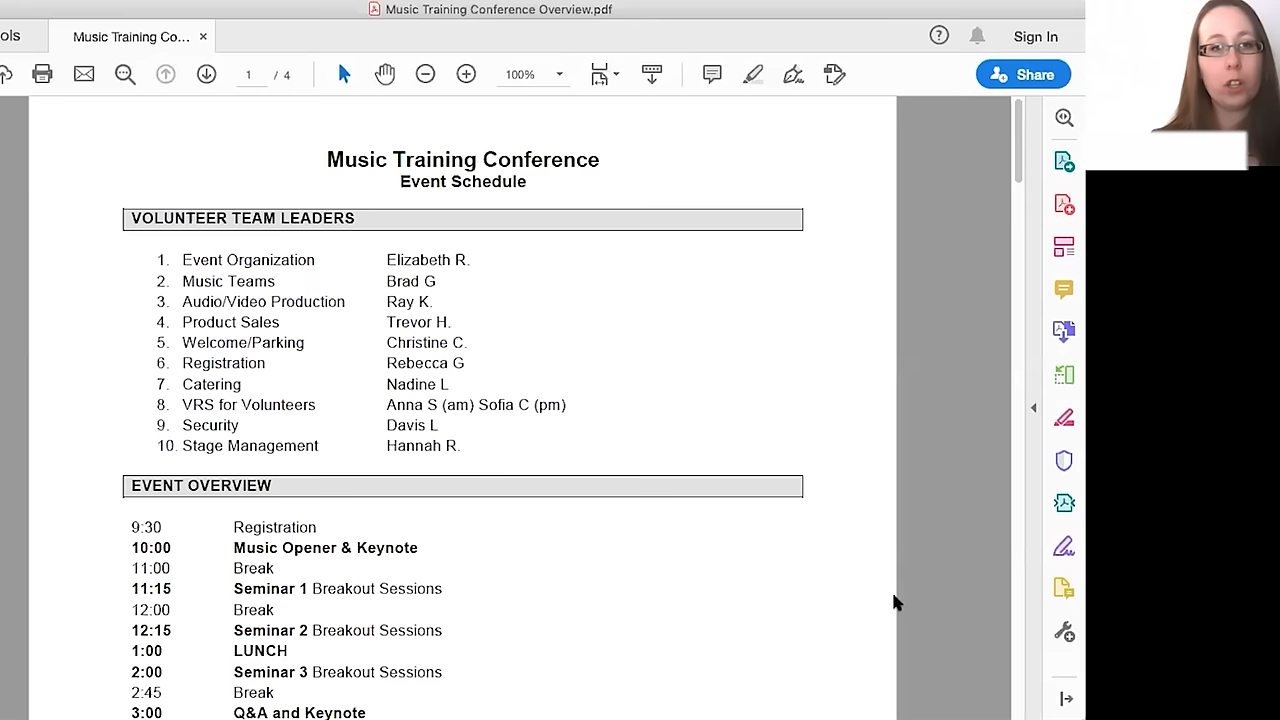 Music Training Conference Overview.pdf
ols
Music Training Co... ×
Sign In
1 / 4
100%
Share
Music Training Conference
Event Schedule
VOLUNTEER TEAM LEADERS
1. Event Organization Elizabeth R.
2. Music Teams Brad G
3. Audio/Video Production Ray K.
4. Product Sales Trevor H.
5. Welcome/Parking Christine C.
6. Registration Rebecca G
7. Catering Nadine L
8. VRS for Volunteers Anna S (am) Sofia C (pm)
9. Security Davis L
10. Stage Management Hannah R.
EVENT OVERVIEW
9:30 Registration
10:00 Music Opener & Keynote
11:00 Break
11:15 Seminar 1 Breakout Sessions
12:00 Break
12:15 Seminar 2 Breakout Sessions
1:00 LUNCH
2:00 Seminar 3 Breakout Sessions
2:45 Break
3:00 Q&A and Keynote